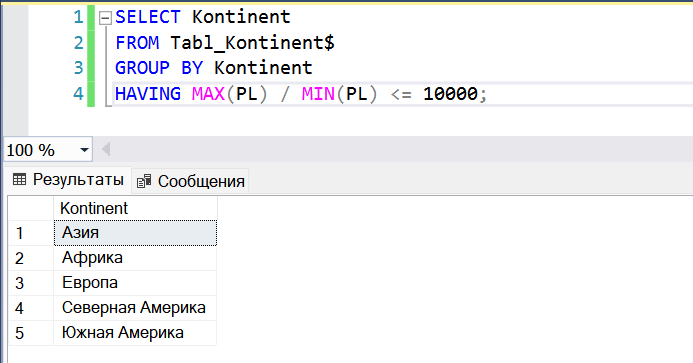 1 SELECT Kontinent
2 FROM Tabl_Kontinent$
3 GROUP BY Kontinent
4 HAVING MAX(PL) / MIN(PL) <= 10000;
100 %
Результаты Сообщения
Kontinent
1 Азия
2 Африка
3 Европа
4 Северная Америка
5 Южная Америка